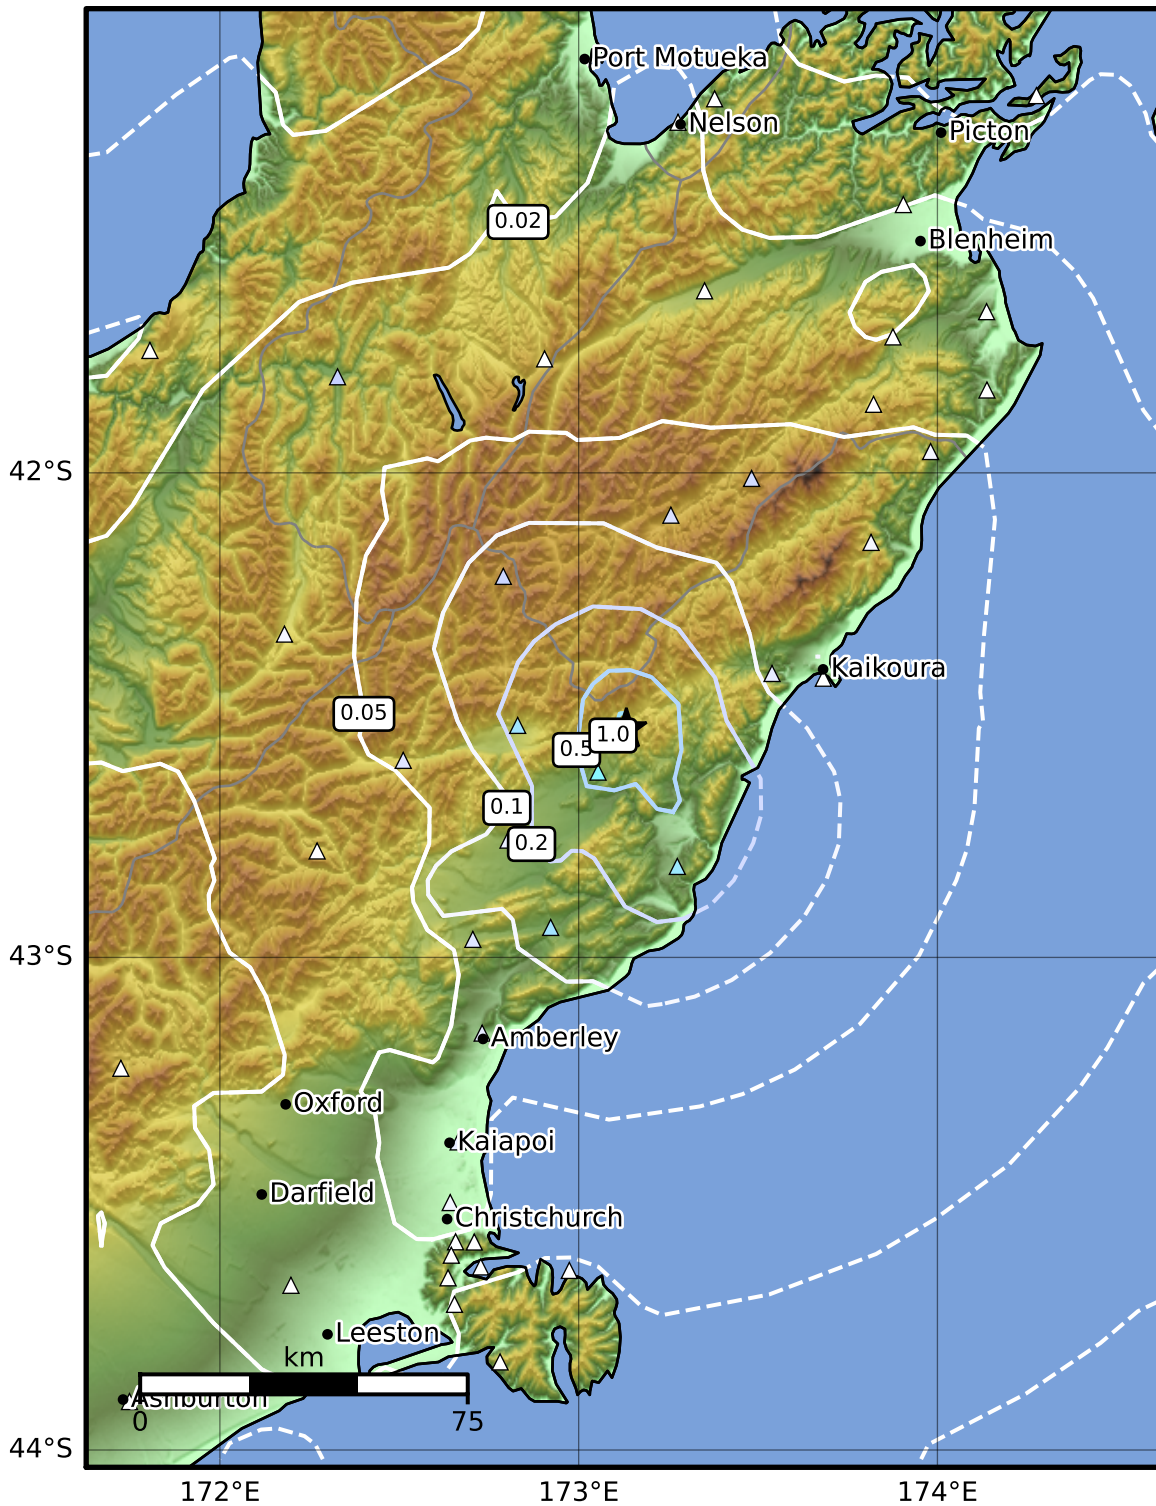 Port Motueka
Nelson
Picton
0.02
Blenheim
42°S
Kaikoura
0.05
1.0
0.5
0.1
0.2
43°S
Amberley
Oxford
Kaiapoi
Darfield
Christchurch
Leeston
km
Ashburton
0
75
44°S
172°E
173°E
174°E